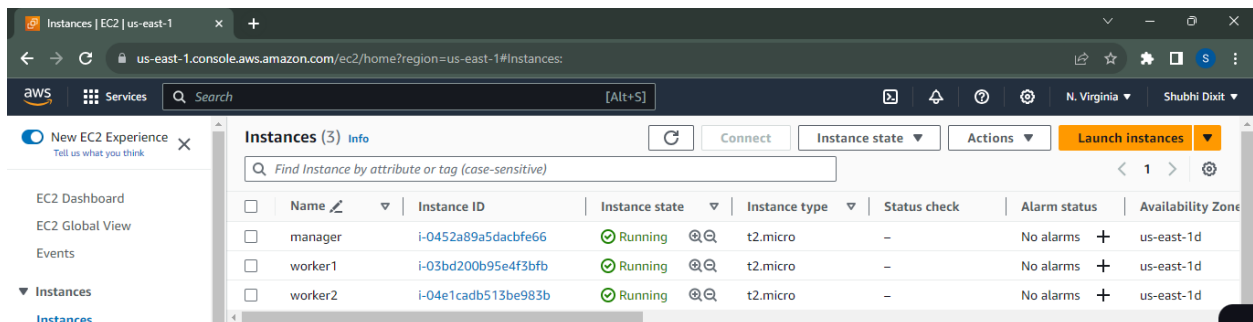 Instances | EC2 | us-east-1
us-east-1.console.aws.amazon.com/ec2/home?region=us-east-1#Instances:
S
aws Services Search [Alt+S] N. Virginia Shubhi Dixit
New EC2 Experience
Tell us what you think
EC2 Dashboard
EC2 Global View
Events
Instances
Instances
Instances (3) Info Connect Instance state Actions Launch instances
Find Instance by attribute or tag (case-sensitive) 1
Name Instance ID Instance state Instance type Status check Alarm status Availability Zone
manager i-0452a89a5dacbfe66 Running t2.micro – No alarms us-east-1d
worker1 i-03bd200b95e4f3bfb Running t2.micro – No alarms us-east-1d
worker2 i-04e1cadb513be983b Running t2.micro – No alarms us-east-1d